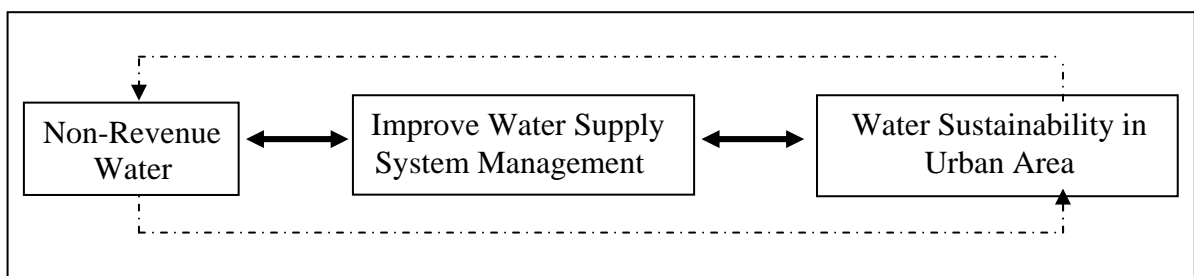 Non-Revenue
Water
Improve Water Supply
System Management
Water Sustainability in
Urban Area